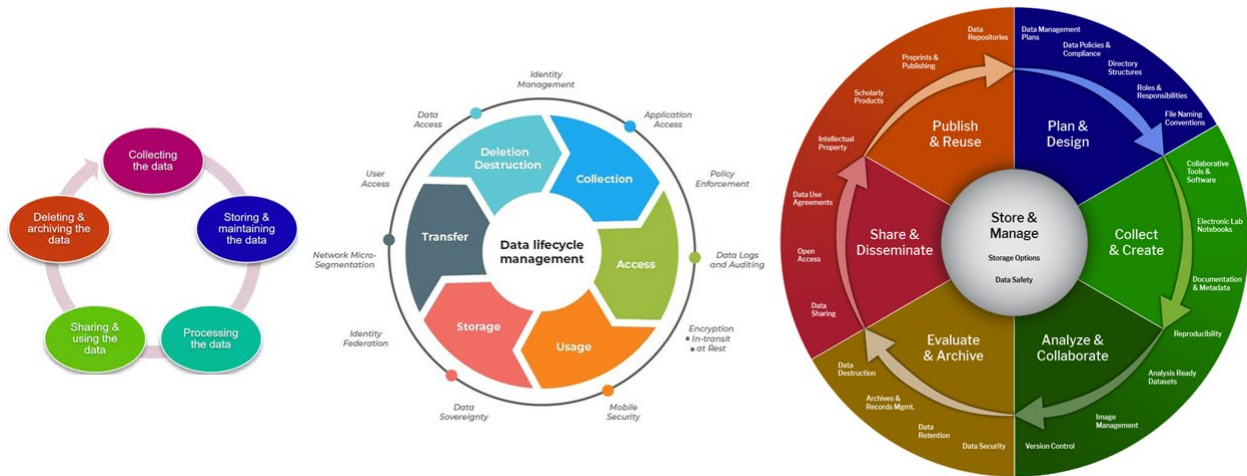 Collecting
the data
Storing &
maintaining
the data
Processing
the data
Sharing &
using the
data
Deleting &
archiving the
data
Data lifecycle
management
Collection
Access
Usage
Storage
Transfer
Deletion
Destruction
Identity
Management
Application
Access
Policy
Enforcement
Data Logs
and Auditing
Encryption
• In-transit
• at Rest
Mobile
Security
Data
Sovereignty
Identity
Federation
Network Micro-
Segmentation
User
Access
Data
Access
Store &
Manage
Storage Options
Data Safety
Plan &
Design
Data Management
Plans
Data Policies &
Compliance
Directory
Structures
Roles &
Responsibilities
File Naming
Conventions
Collect
& Create
Collaborative
Tools &
Software
Electronic Lab
Notebooks
Documentation
& Metadata
Reproducibility
Analyze &
Collaborate
Analysis Ready
Datasets
Image
Management
Version Control
Evaluate
& Archive
Data Security
Data
Retention
Archives &
Records Mgmt.
Data
Destruction
Share &
Disseminate
Data
Sharing
Open
Access
Data Use
Agreements
Intellectual
Property
Publish
& Reuse
Scholarly
Products
Preprints &
Publishing
Data
Repositories